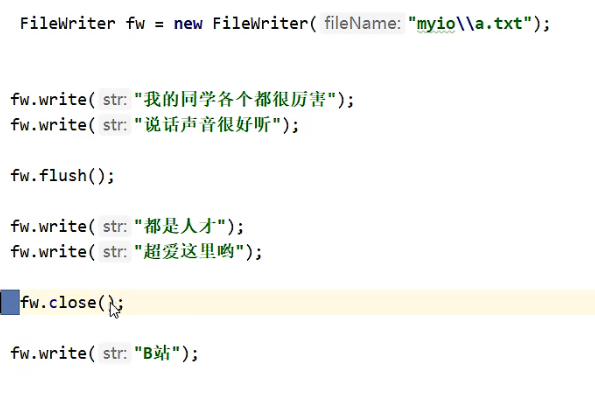 FileWriter fw = new FileWriter( fileName: "myio\\a.txt");
fw.write( str: "我的同学各个都很厉害");
fw.write( str: "说话声音很好听");
fw.flush();
fw.write( str: "都是人才");
fw.write( str: "超爱这里哟");
fw.close();
fw.write( str: "B站");